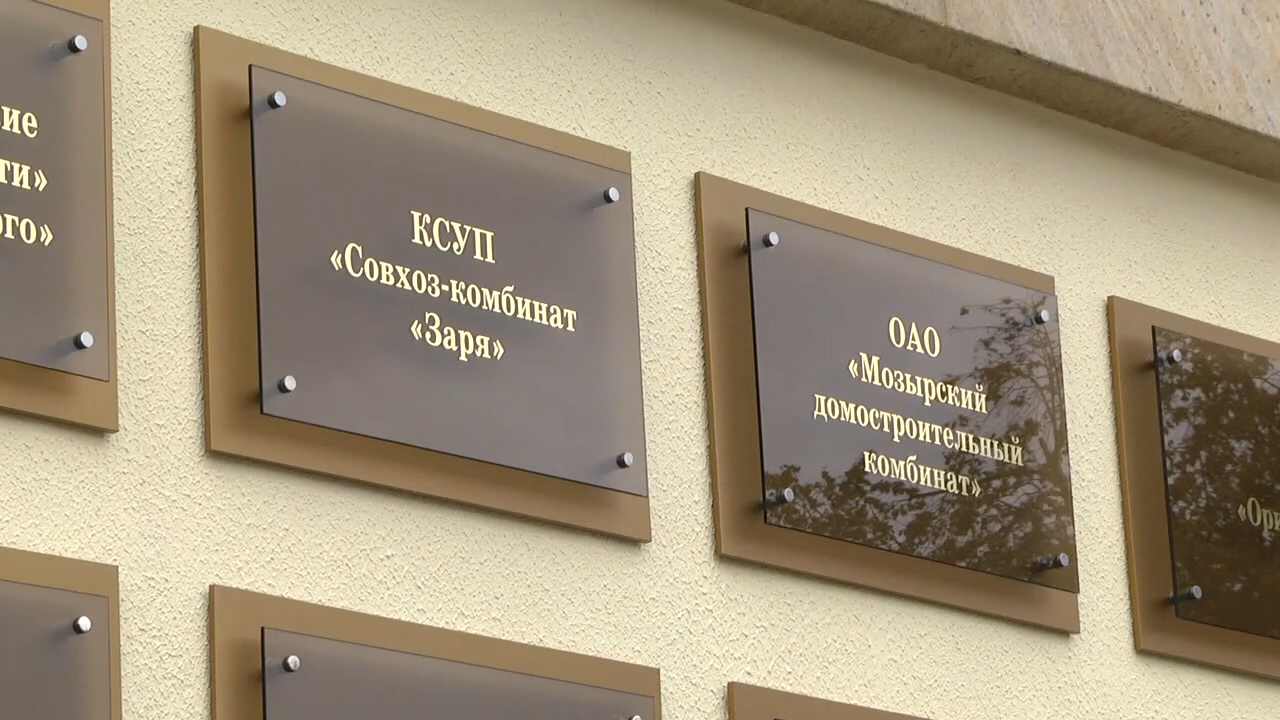 КСУП
«Совхоз-комбинат
«Заря»
ОАО
«Мозырский
домостроительный
комбинат»